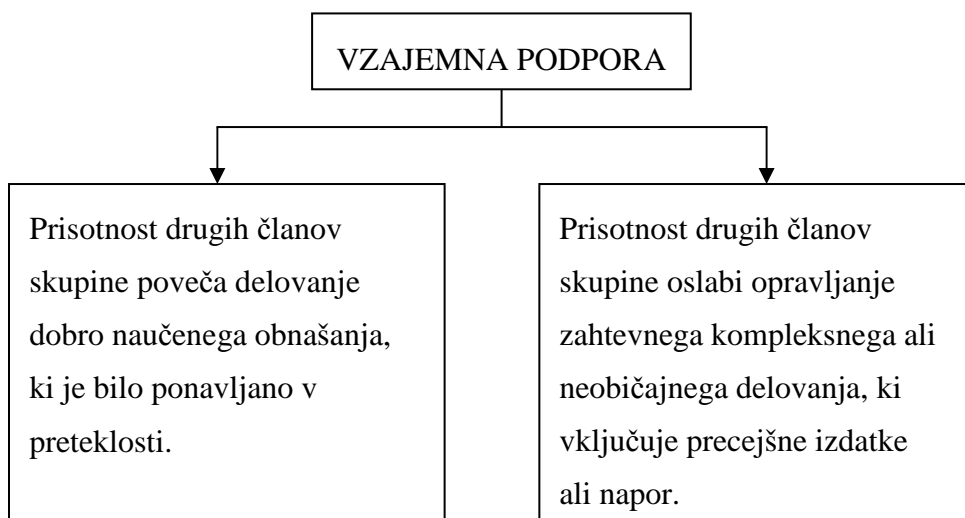 VZAJEMNA PODPORA
Prisotnost drugih članov
skupine poveča delovanje
dobro naučenega obnašanja,
ki je bilo ponavljano v
preteklosti.
Prisotnost drugih članov
skupine oslabi opravljanje
zahtevnega kompleksnega ali
neobičajnega delovanja, ki
vključuje precejšne izdatke
ali napor.